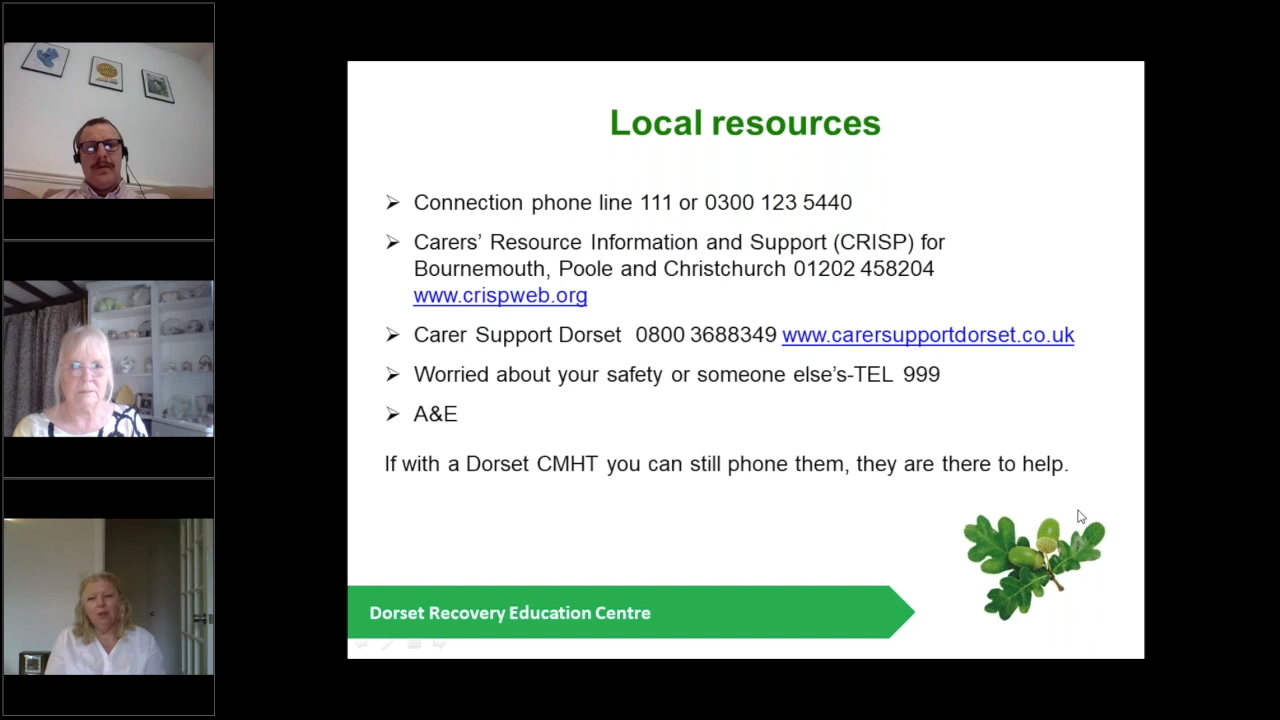 Local resources
Connection phone line 111 or 0300 123 5440
Carers’ Resource Information and Support (CRISP) for
Bournemouth, Poole and Christchurch 01202 458204
www.crispweb.org
Carer Support Dorset 0800 3688349 www.carersupportdorset.co.uk
Worried about your safety or someone else’s-TEL 999
A&E
If with a Dorset CMHT you can still phone them, they are there to help.
Dorset Recovery Education Centre